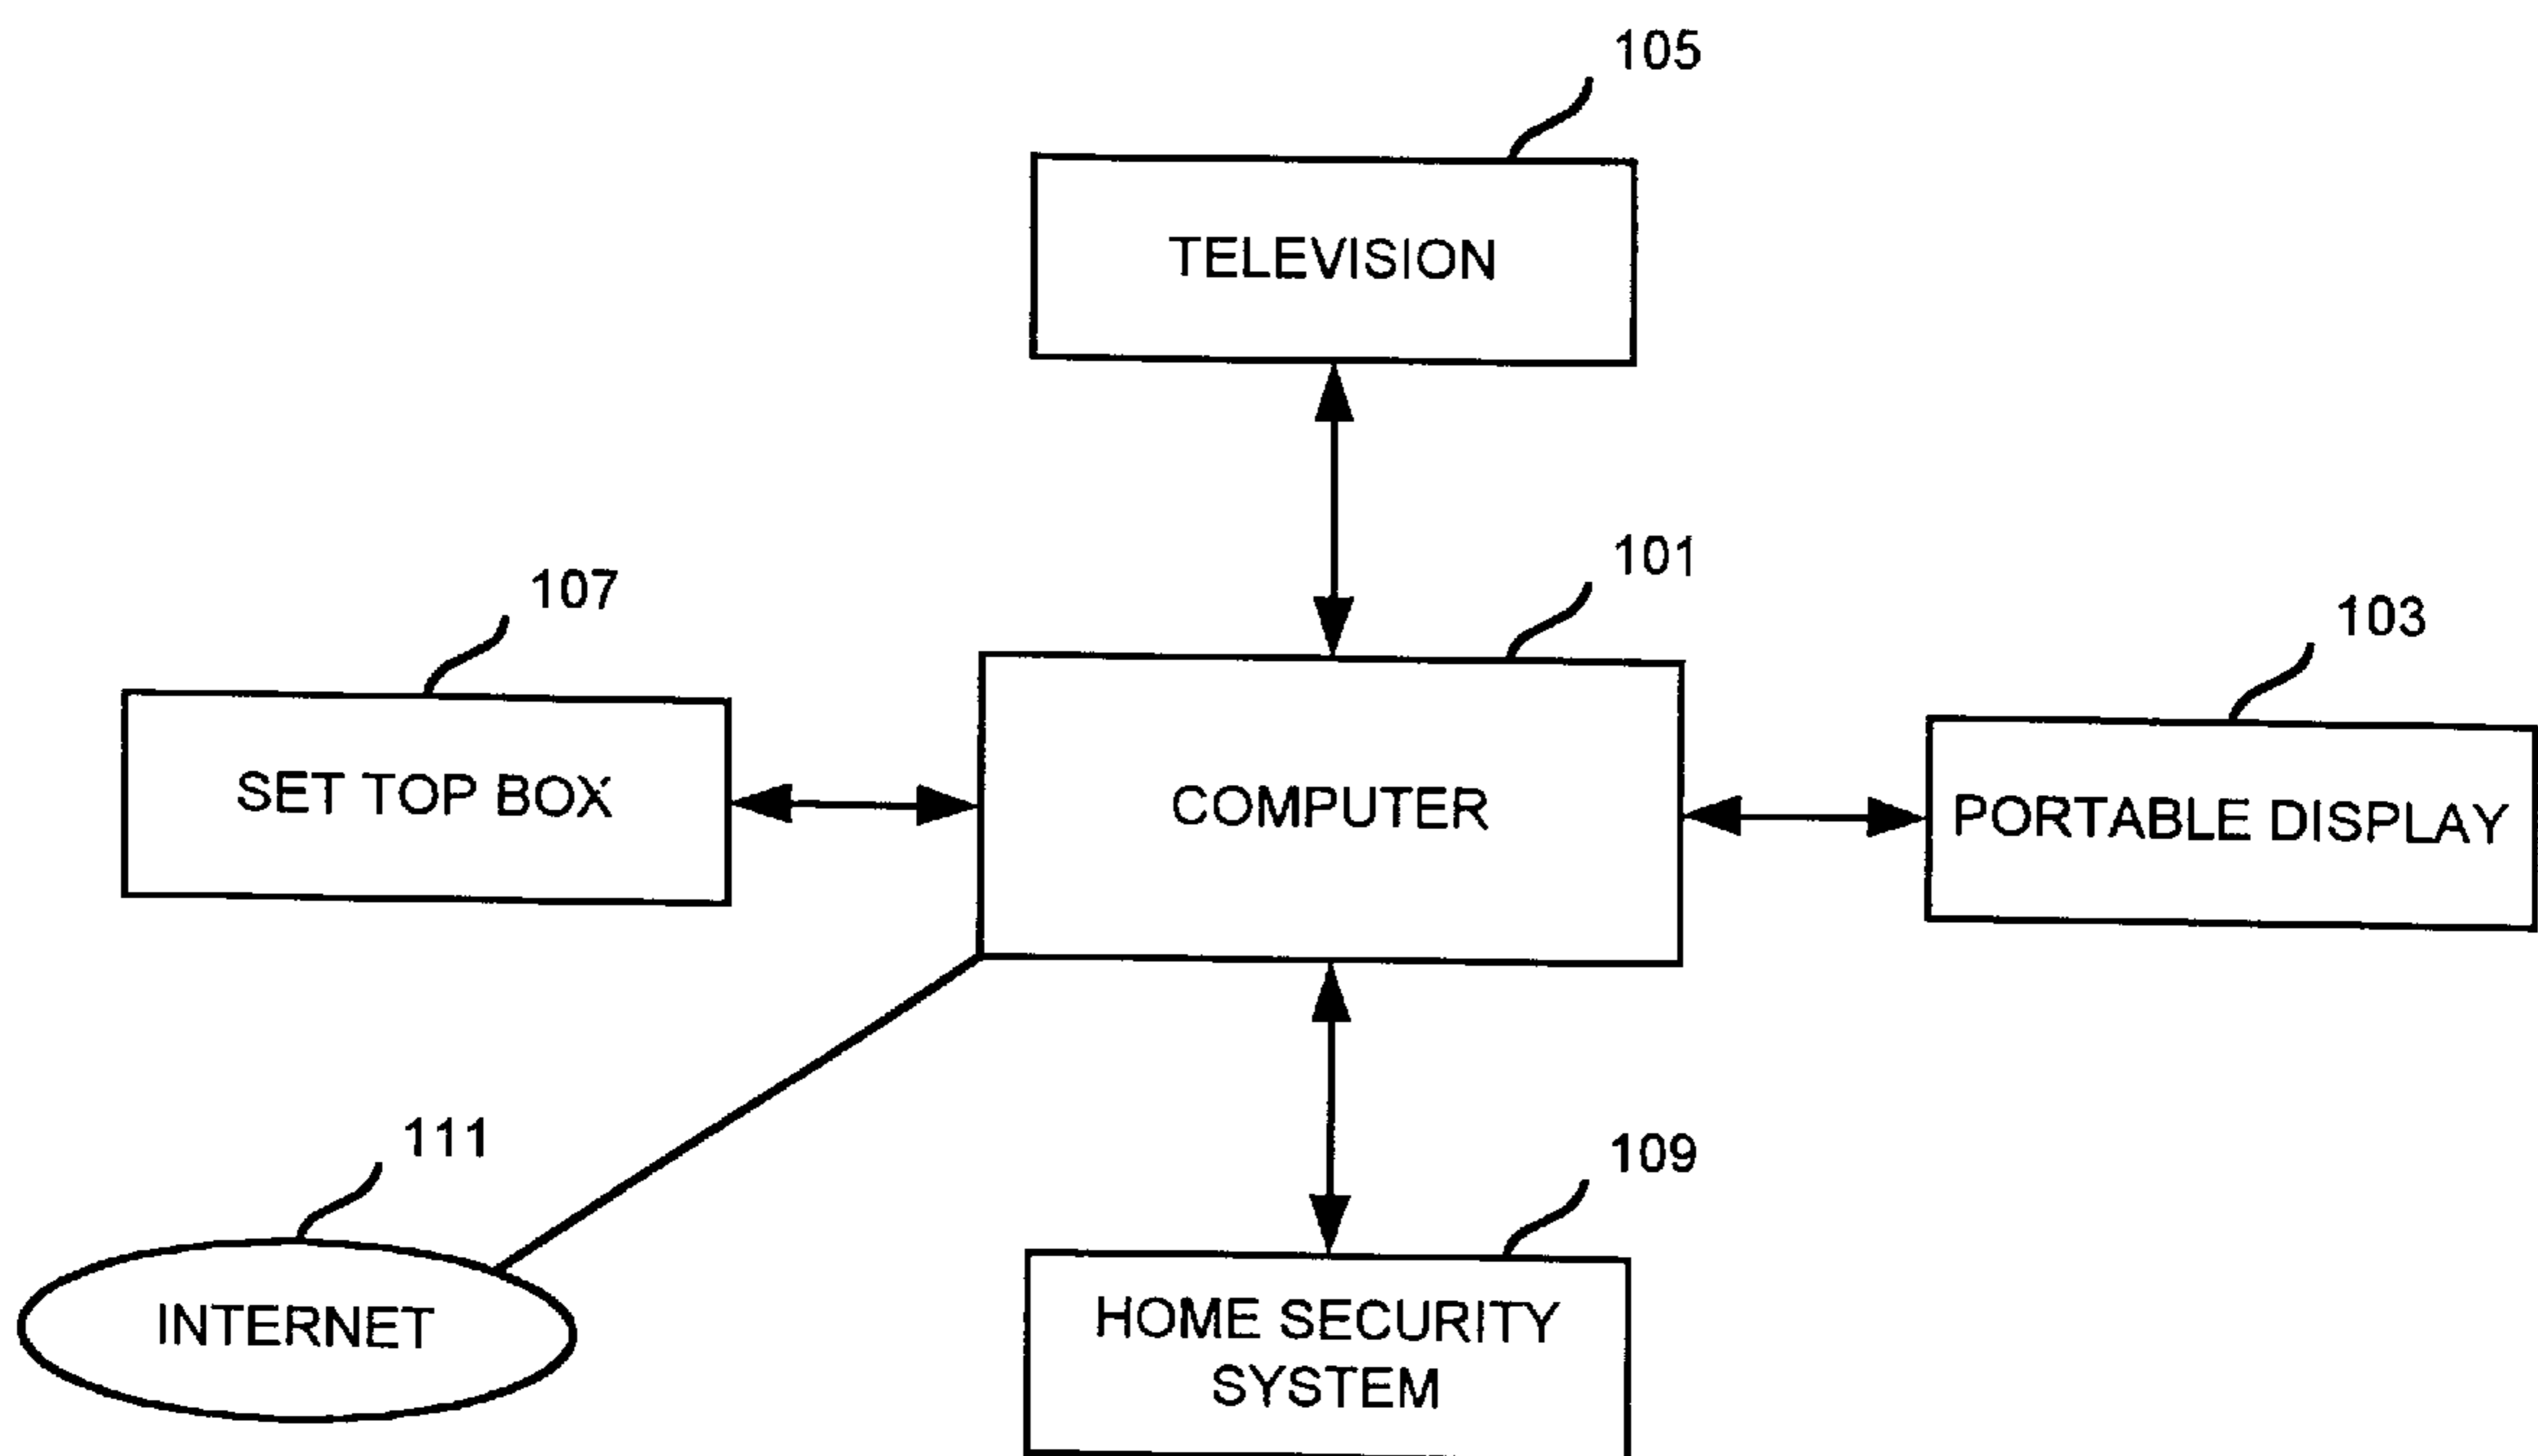 105
TELEVISION
101
107
103
SET TOP BOX
COMPUTER
PORTABLE DISPLAY
111
109
INTERNET
HOME SECURITY
SYSTEM